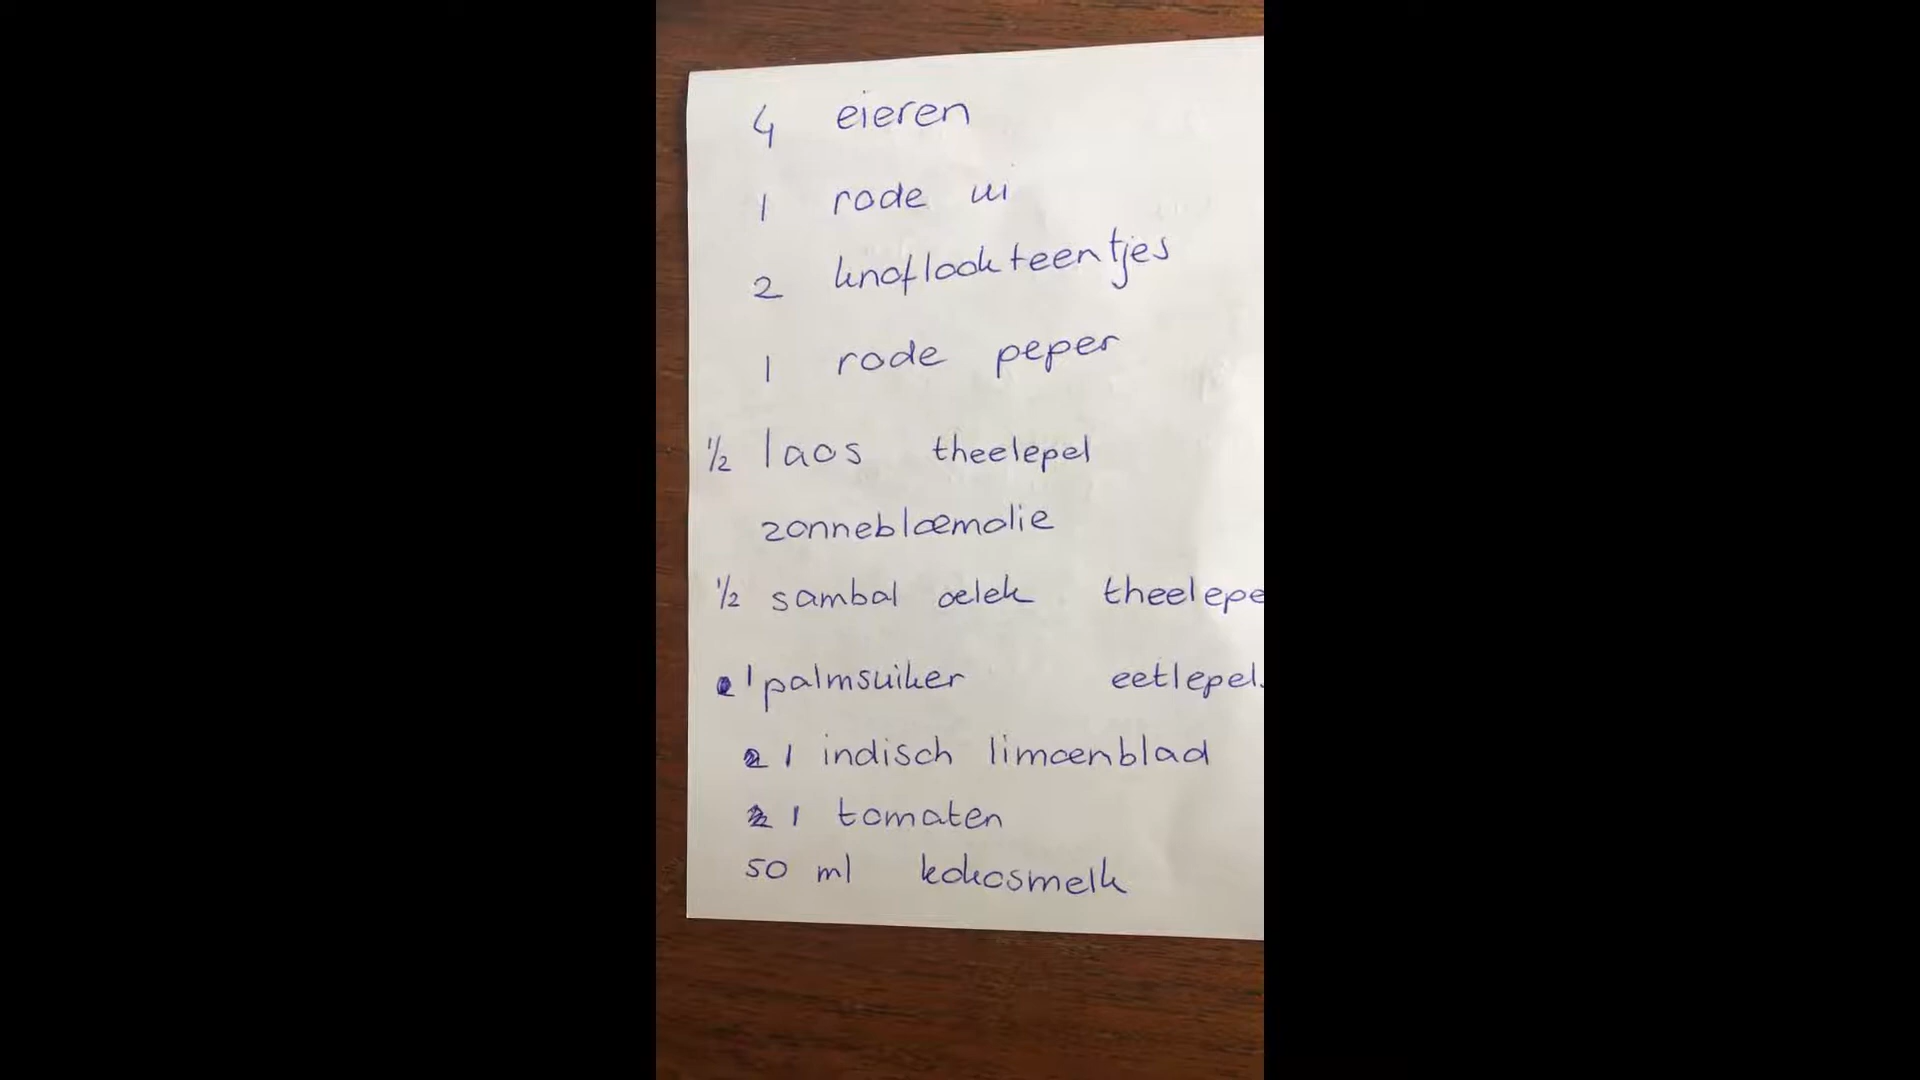 4 eieren
1 rode ui
2 knoflookteentjes
1 rode peper
1/2 laos theelepel
zonnebloemolie
1/2 sambal oelek theelepe
1 palmsuiker eetlepel.
1 indisch limoenblad
1 tomaten
50 ml kokosmelk